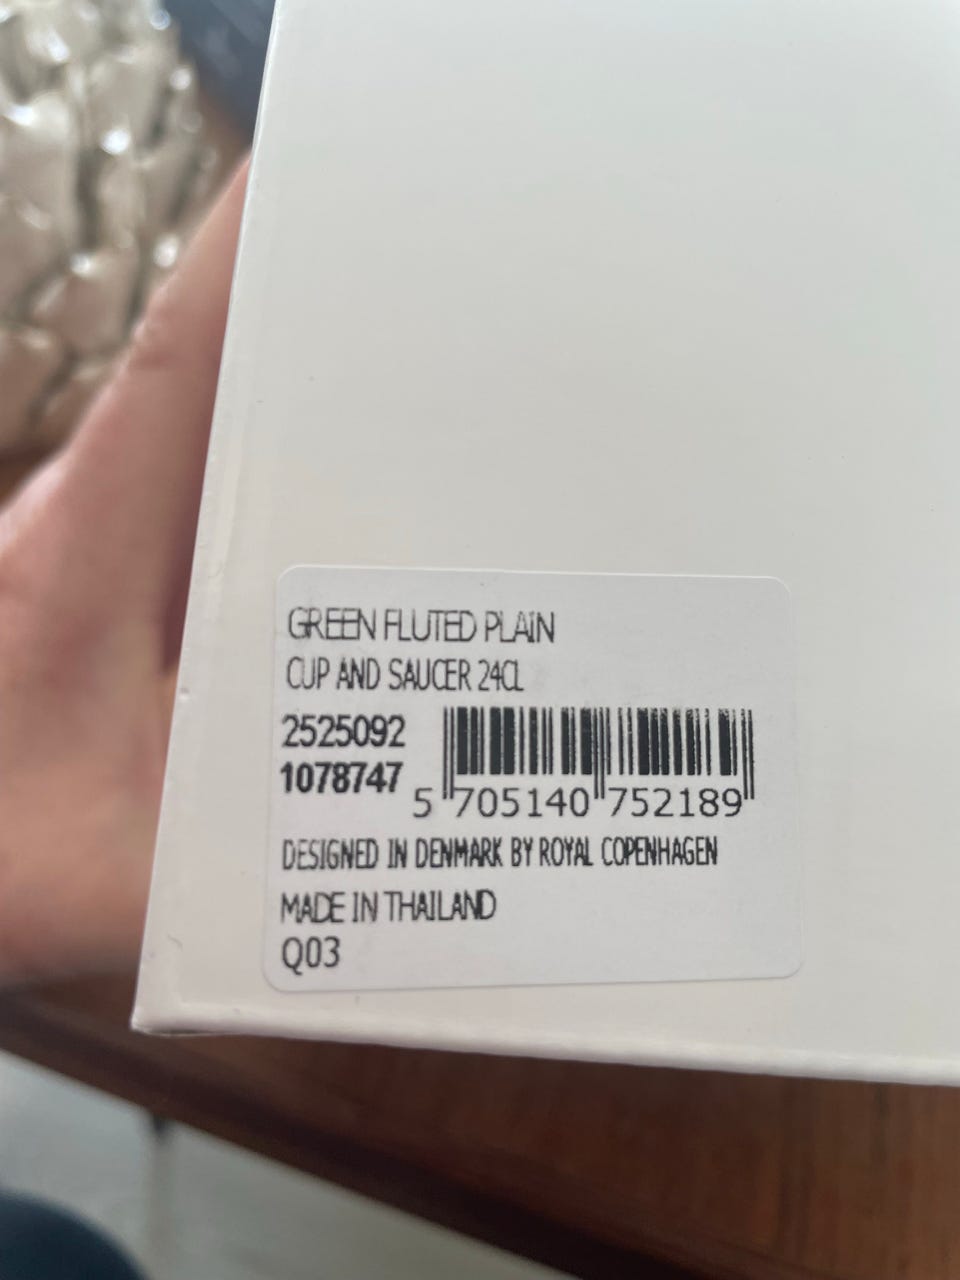 GREEN FLUTED PLAIN
CUP AND SAUCER 24CL
2525092
1078747
5 705140 752189
DESIGNED IN DENMARK BY ROYAL COPENHAGEN
MADE IN THAILAND
Q03